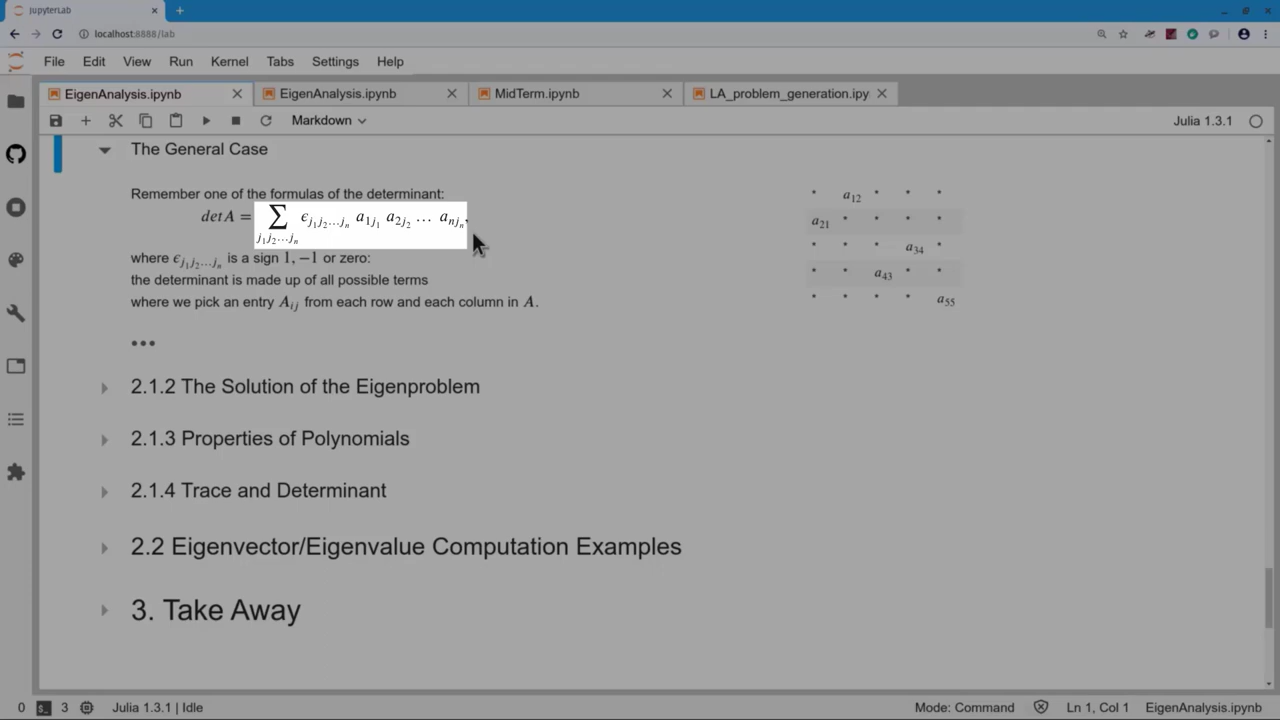 JupyterLab
localhost:8888/lab
File Edit View Run Kernel Tabs Settings Help
EigenAnalysis.ipynb EigenAnalysis.ipynb MidTerm.ipynb LA_problem_generation.ipy
Markdown Julia 1.3.1
The General Case
Remember one of the formulas of the determinant:
detA = ∑_{j₁j₂…jₙ} ϵ_{j₁j₂…jₙ} a_{1j₁} a_{2j₂} … a_{njₙ},
where ϵ_{j₁j₂…jₙ} is a sign 1, −1 or zero:
the determinant is made up of all possible terms
where we pick an entry A_{ij} from each row and each column in A.
· a₁₂ · · ·
a₂₁ · · · ·
· · · a₃₄ ·
· · a₄₃ · ·
· · · · a₅₅
•••
2.1.2 The Solution of the Eigenproblem
2.1.3 Properties of Polynomials
2.1.4 Trace and Determinant
2.2 Eigenvector/Eigenvalue Computation Examples
3. Take Away
0 3 Julia 1.3.1 | Idle Mode: Command Ln 1, Col 1 EigenAnalysis.ipynb